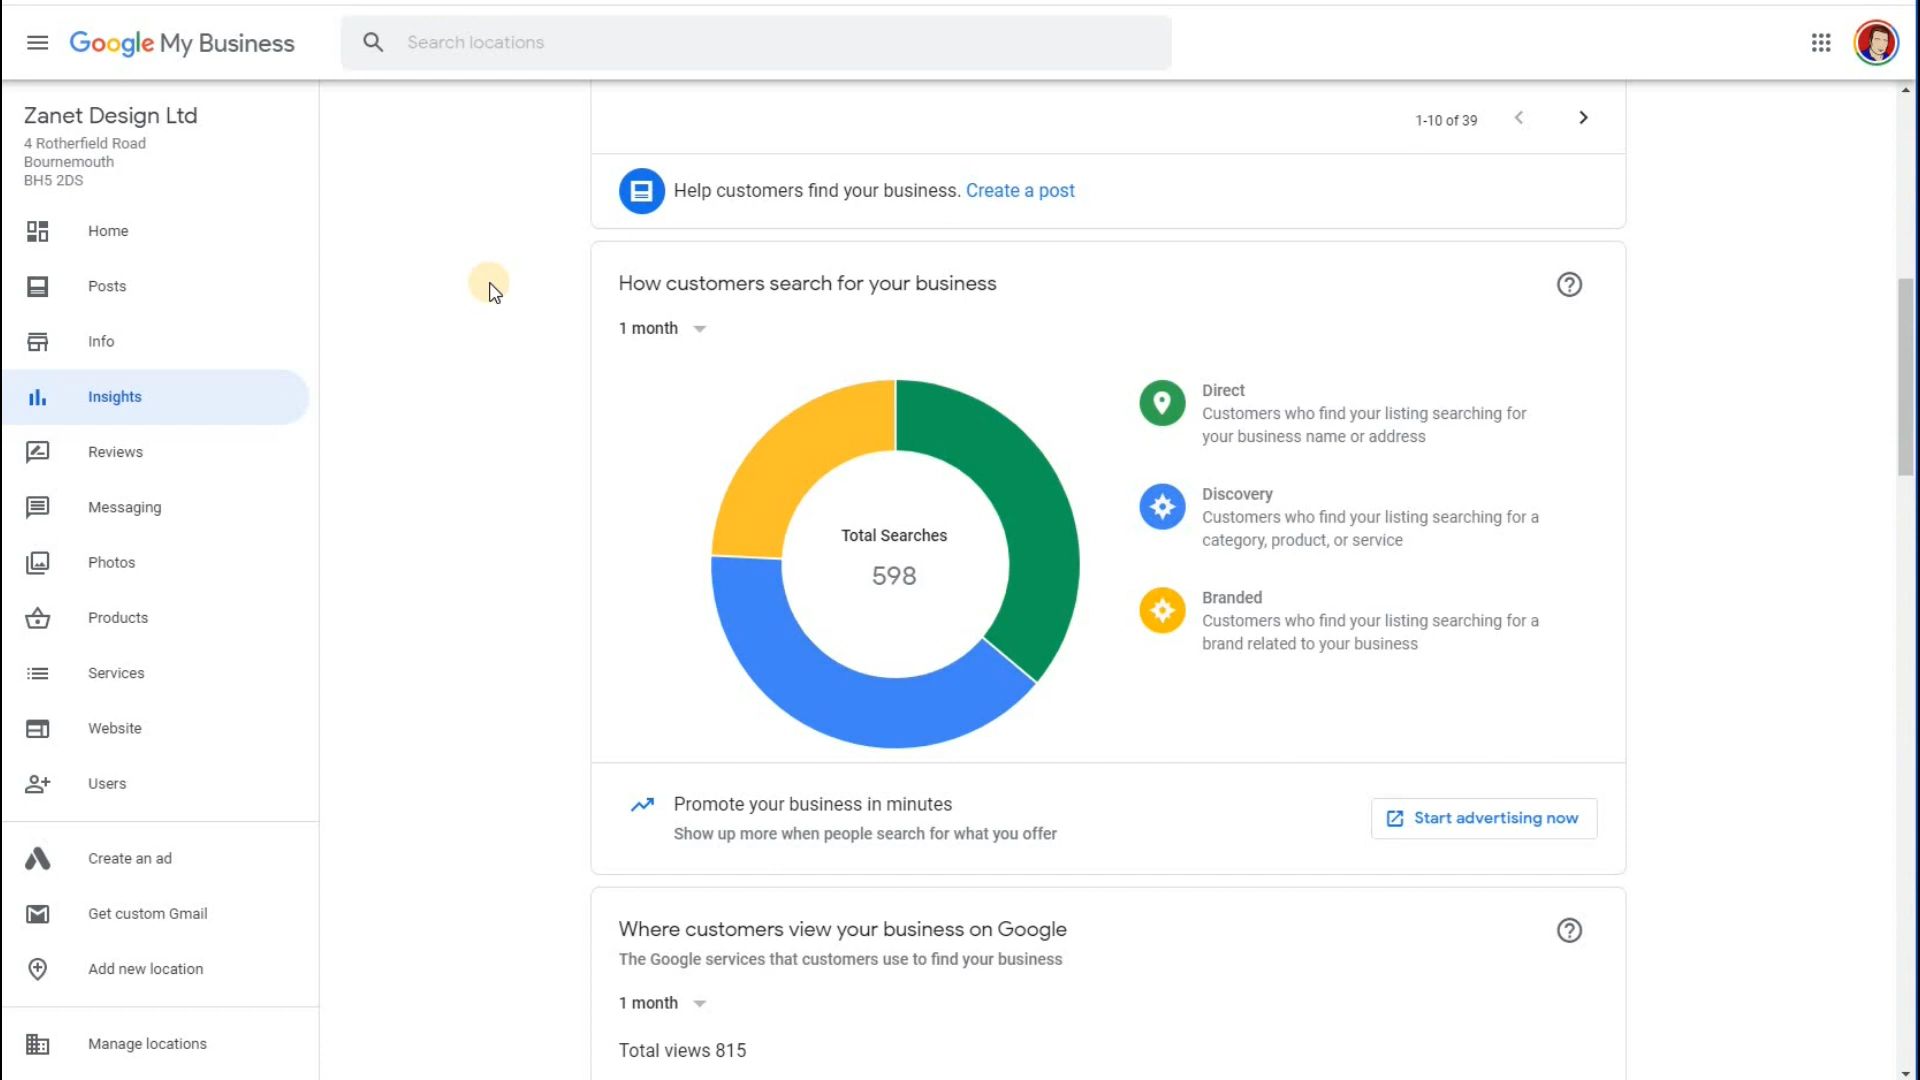 Google My Business
Search locations
Zanet Design Ltd
4 Rotherfield Road
Bournemouth
BH5 2DS
Home
Posts
Info
Insights
Reviews
Messaging
Photos
Products
Services
Website
Users
Create an ad
Get custom Gmail
Add new location
Manage locations
1-10 of 39
Help customers find your business. Create a post
How customers search for your business
1 month
Total Searches
598
Direct
Customers who find your listing searching for
your business name or address
Discovery
Customers who find your listing searching for a
category, product, or service
Branded
Customers who find your listing searching for a
brand related to your business
Promote your business in minutes
Show up more when people search for what you offer
Start advertising now
Where customers view your business on Google
The Google services that customers use to find your business
1 month
Total views 815